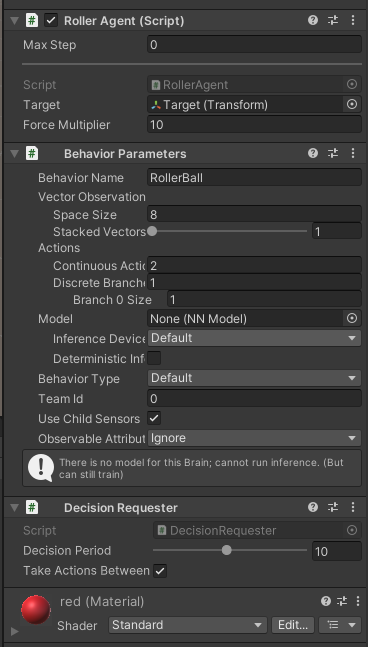 Roller Agent (Script)
Max Step 0
Script RollerAgent
Target Target (Transform)
Force Multiplier 10
Behavior Parameters
Behavior Name RollerBall
Vector Observation
Space Size 8
Stacked Vectors 1
Actions
Continuous Actic 2
Discrete Branche 1
Branch 0 Size 1
Model None (NN Model)
Inference Device Default
Deterministic Inf
Behavior Type Default
Team Id 0
Use Child Sensors
Observable Attribut Ignore
There is no model for this Brain; cannot run inference. (But
can still train)
Decision Requester
Script DecisionRequester
Decision Period 10
Take Actions Between
red (Material)
Shader Standard Edit...